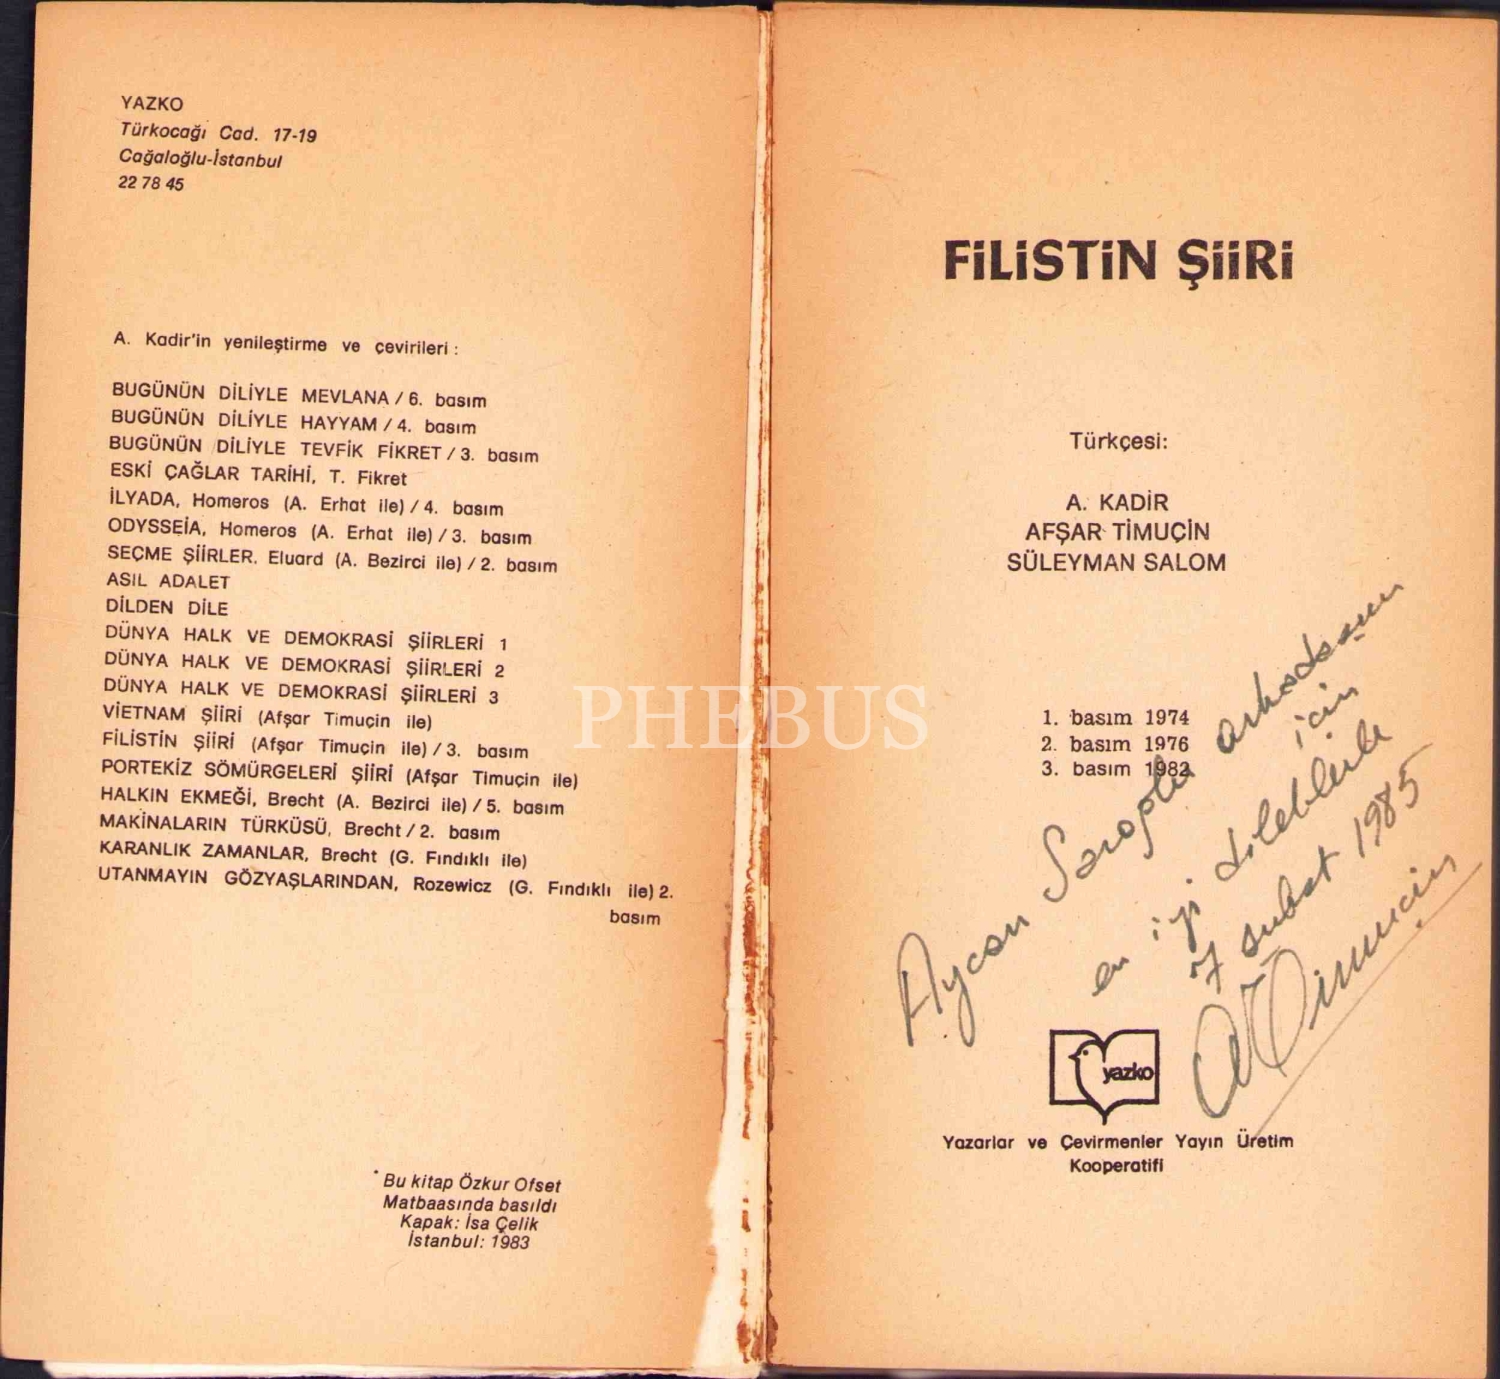 YAZKO
Türkocağı Cad. 17-19
Cağaloğlu-İstanbul
22 78 45
A. Kadir'in yenileştirme ve çevirileri :
BUGÜNÜN DİLİYLE MEVLANA / 6. basım
BUGÜNÜN DİLİYLE HAYYAM / 4. basım
BUGÜNÜN DİLİYLE TEVFİK FİKRET / 3. basım
ESKİ ÇAĞLAR TARİHİ, T. Fikret
İLYADA, Homeros (A. Erhat ile) / 4. basım
ODYSSEİA, Homeros (A. Erhat ile) / 3. basım
SEÇME ŞİİRLER, Eluard (A. Bezirci ile) / 2. basım
ASIL ADALET
DİLDEN DİLE
DÜNYA HALK VE DEMOKRASİ ŞİİRLERİ 1
DÜNYA HALK VE DEMOKRASİ ŞİİRLERİ 2
DÜNYA HALK VE DEMOKRASİ ŞİİRLERİ 3
VİETNAM ŞİİRİ (Afşar Timuçin ile)
FİLİSTİN ŞİİRİ (Afşar Timuçin ile) / 3. basım
PORTEKİZ SÖMÜRGELERİ ŞİİRİ (Afşar Timuçin ile)
HALKIN EKMEĞİ, Brecht (A. Bezirci ile) / 5. basım
MAKİNALARIN TÜRKÜSÜ, Brecht / 2. basım
KARANLIK ZAMANLAR, Brecht (G. Fındıklı ile)
UTANMAYIN GÖZYAŞLARINDAN, Rozewicz (G. Fındıklı ile) 2.
basım
Bu kitap Özkur Ofset
Matbaasında basıldı
Kapak: İsa Çelik
İstanbul: 1983
PHEBUS
FiLiSTiN ŞiiRi
Türkçesi:
A. KADİR
AFŞAR TİMUÇİN
SÜLEYMAN SALOM
1. basım 1974
2. basım 1976
3. basım 1982
Aycan Saroğlu arkadaşım
için
en iyi dileklerle
7 şubat 1985
ATimuçin
yazko
Yazarlar ve Çevirmenler Yayın Üretim
Kooperatifi